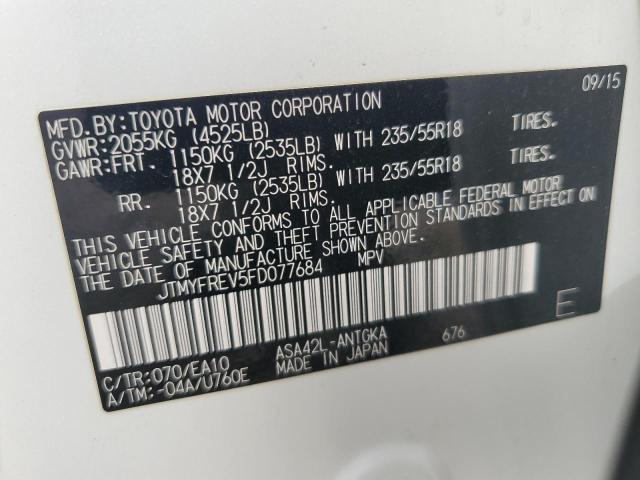 MFD.BY:TOYOTA MOTOR CORPORATION 09/15
GVWR:2055KG (4525LB)
GAWR:FRT. 1150KG (2535LB) WITH 235/55R18 TIRES.
18X7 1/2J RIMS.
RR. 1150KG (2535LB) WITH 235/55R18 TIRES.
18X7 1/2J RIMS.
THIS VEHICLE CONFORMS TO ALL APPLICABLE FEDERAL MOTOR
VEHICLE SAFETY AND THEFT PREVENTION STANDARDS IN EFFECT ON
THE DATE OF MANUFACTURE SHOWN ABOVE.
JTMYFREV5FD077684 MPV
E
C/TR:070/EA10 ASA42L-ANTGKA 676
A/TM:-04A/U760E MADE IN JAPAN